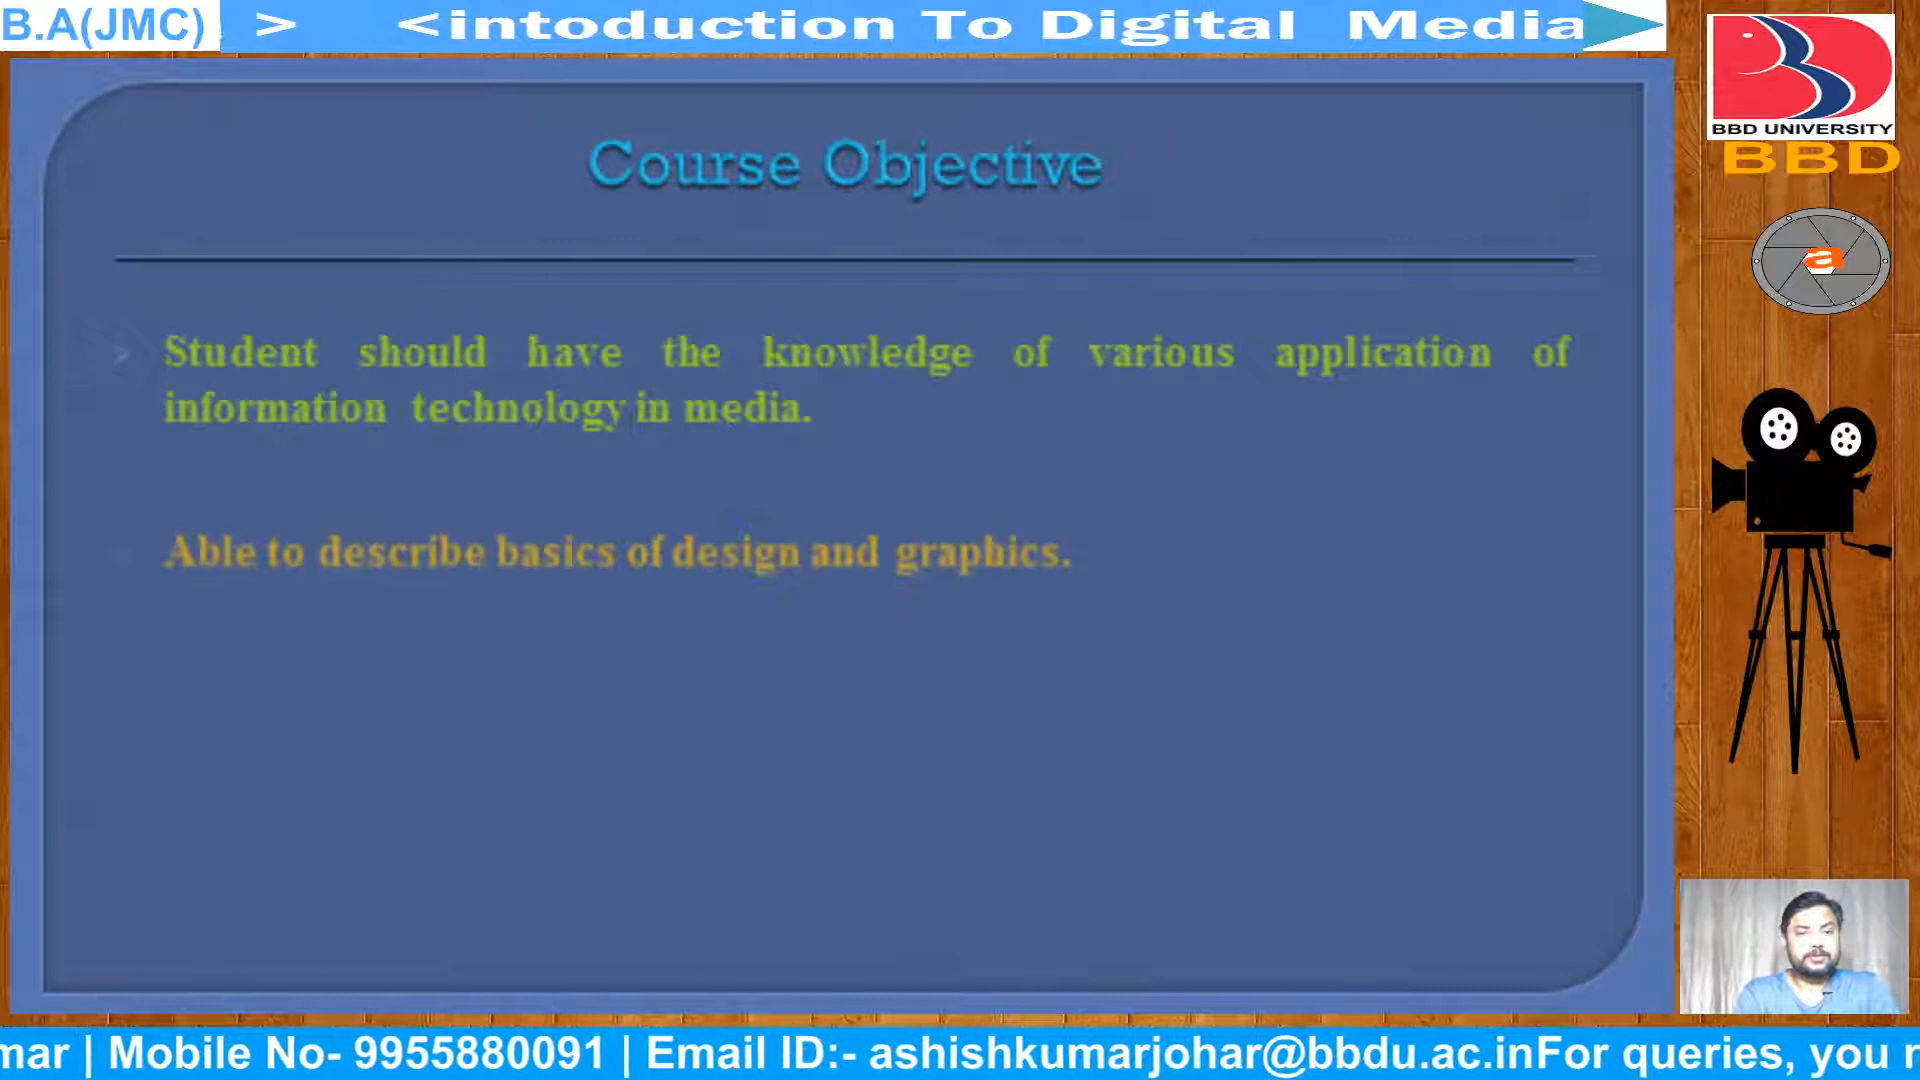 B.A(JMC) > <intoduction To Digital Media
BBD UNIVERSITY
BBD
a
Course Objective
Student should have the knowledge of various application of
information technology in media.
Able to describe basics of design and graphics.
mar | Mobile No- 9955880091 | Email ID:- ashishkumarjohar@bbdu.ac.inFor queries, you